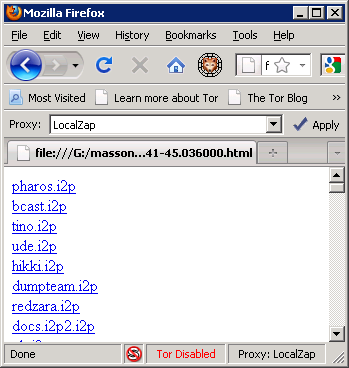 Mozilla Firefox
File Edit View History Bookmarks Tools Help
Most Visited Learn more about Tor The Tor Blog »
Proxy: LocalZap Apply
file:///G:/masson...41-45.036000.html
pharos.i2p
bcast.i2p
tino.i2p
ude.i2p
hikki.i2p
dumpteam.i2p
redzara.i2p
docs.i2p2.i2p
Done Tor Disabled Proxy: LocalZap